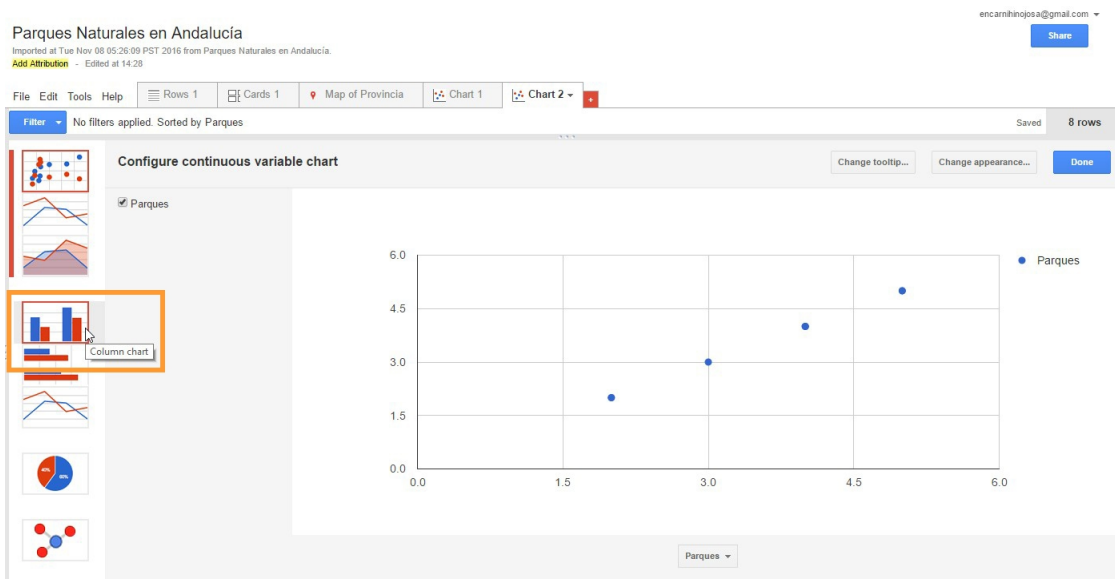 encarnihinojosa@gmail.com
Parques Naturales en Andalucía
Share
Imported at Tue Nov 08 05:26:09 PST 2016 from Parques Naturales en Andalucía.
Add Attribution - Edited at 14:28
File Edit Tools Help Rows 1 Cards 1 Map of Provincia Chart 1 Chart 2
+
Filter No filters applied. Sorted by Parques Saved 8 rows
Configure continuous variable chart Change tooltip... Change appearance... Done
Parques
6.0
Parques
4.5
Column chart
3.0
1.5
40%
60%
0.0
0.0 1.5 3.0 4.5 6.0
Parques